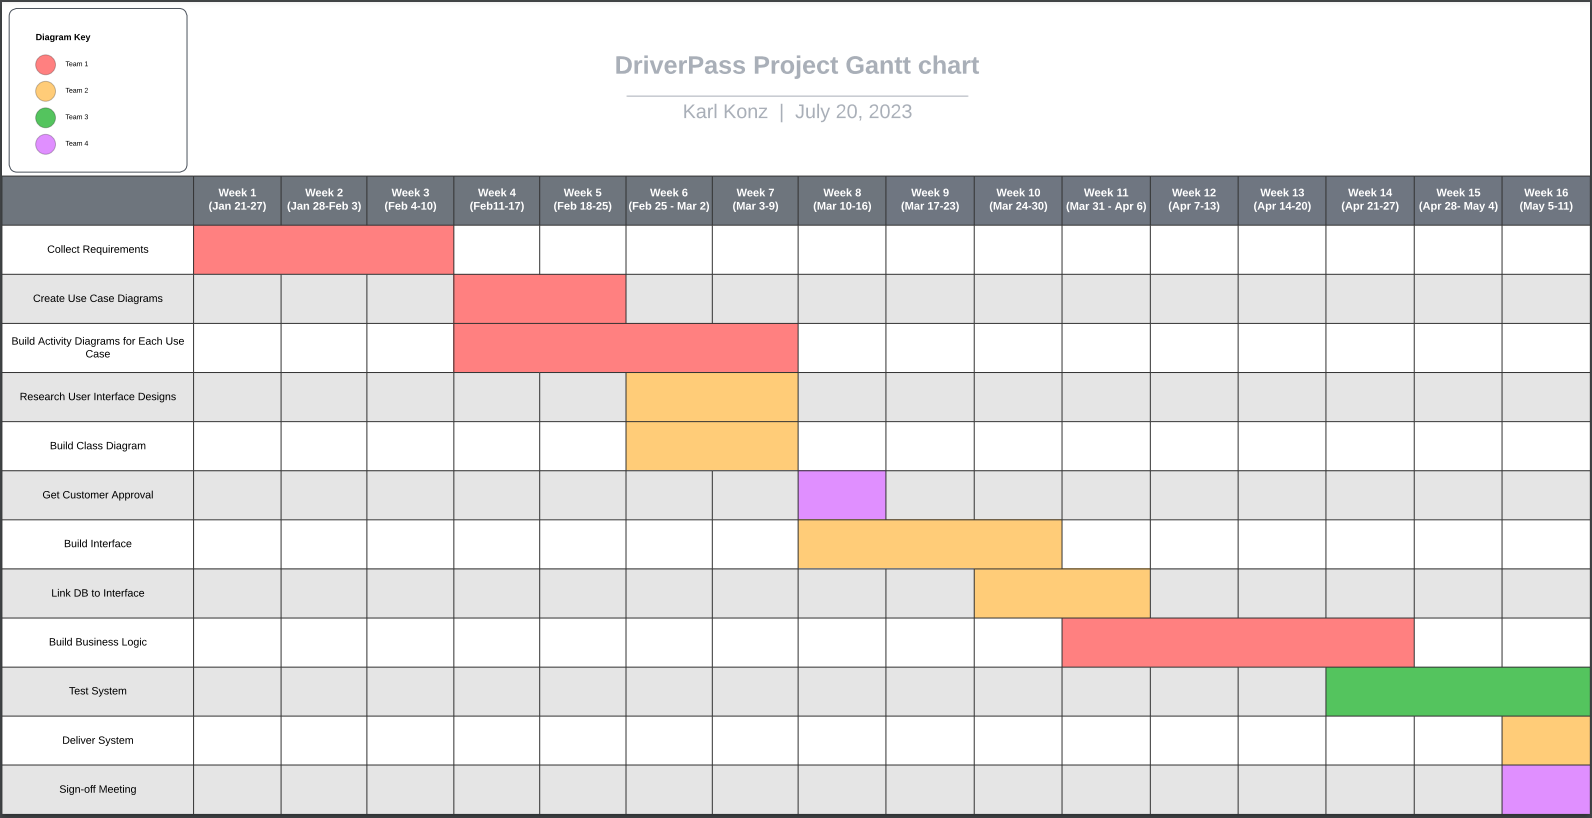 Diagram Key
Team 1
Team 2
Team 3
Team 4
DriverPass Project Gantt chart
Karl Konz | July 20, 2023
Week 1
(Jan 21-27)
Week 2
(Jan 28-Feb 3)
Week 3
(Feb 4-10)
Week 4
(Feb11-17)
Week 5
(Feb 18-25)
Week 6
(Feb 25 - Mar 2)
Week 7
(Mar 3-9)
Week 8
(Mar 10-16)
Week 9
(Mar 17-23)
Week 10
(Mar 24-30)
Week 11
(Mar 31 - Apr 6)
Week 12
(Apr 7-13)
Week 13
(Apr 14-20)
Week 14
(Apr 21-27)
Week 15
(Apr 28- May 4)
Week 16
(May 5-11)
Collect Requirements
Create Use Case Diagrams
Build Activity Diagrams for Each Use
Case
Research User Interface Designs
Build Class Diagram
Get Customer Approval
Build Interface
Link DB to Interface
Build Business Logic
Test System
Deliver System
Sign-off Meeting